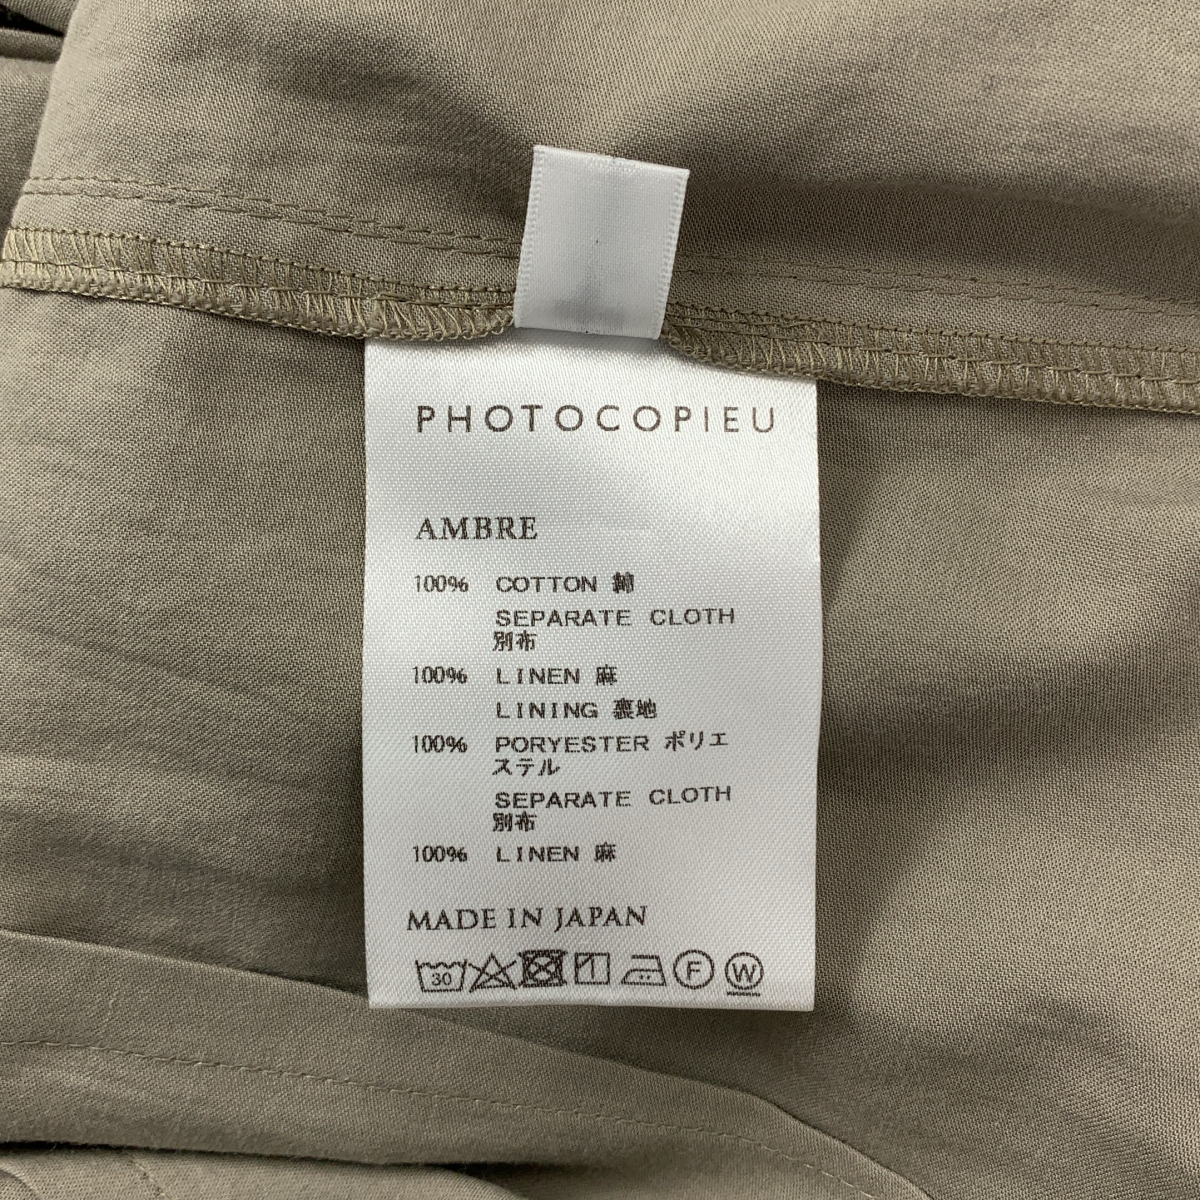 PHOTOCOPIEU
AMBRE
100% COTTON 綿
SEPARATE CLOTH
別布
100% LINEN 麻
LINING 裏地
100% PORYESTER ポリエ
ステル
SEPARATE CLOTH
別布
100% LINEN 麻
MADE IN JAPAN
30 F W